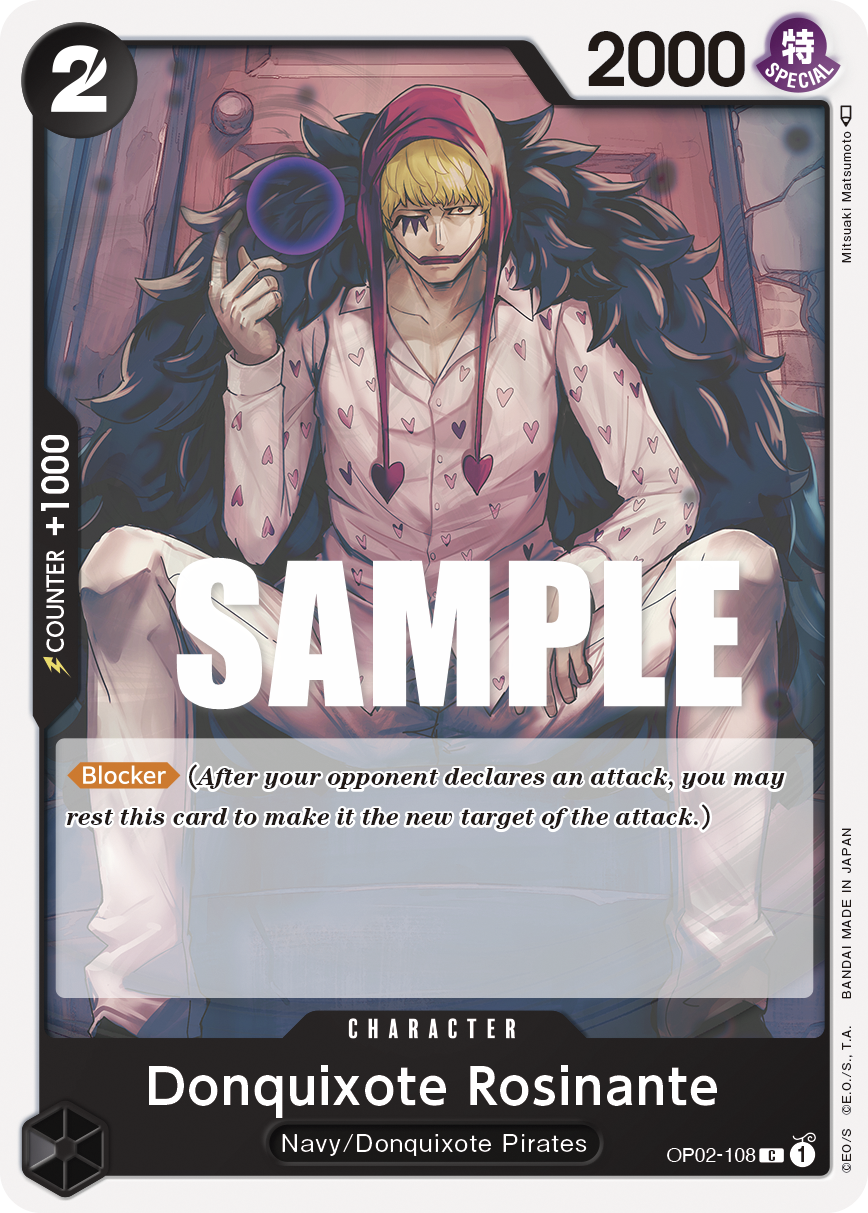 2
2000
特
SPECIAL
Mitsuaki Matsumoto
COUNTER +1000
SAMPLE
Blocker (After your opponent declares an attack, you may
rest this card to make it the new target of the attack.)
CHARACTER
Donquixote Rosinante
Navy/Donquixote Pirates
OP02-108 C 1
©EO/S ©E.O./S., T.A. BANDAI MADE IN JAPAN